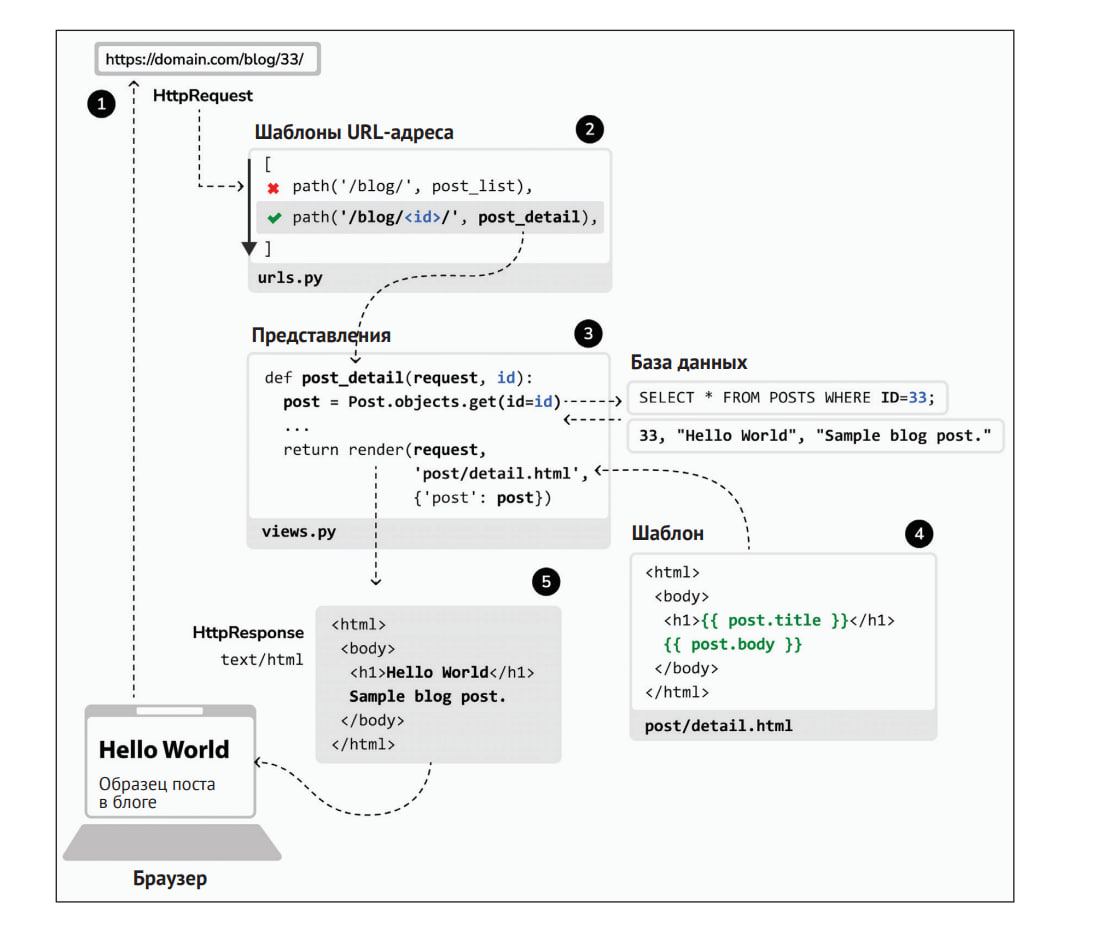 https://domain.com/blog/33/
1
HttpRequest
Шаблоны URL-адреса
2
[
path('/blog/', post_list),
path('/blog/<id>/', post_detail),
]
urls.py
Представления
3
def post_detail(request, id):
post = Post.objects.get(id=id)
...
return render(request,
'post/detail.html',
{'post': post})
views.py
База данных
SELECT * FROM POSTS WHERE ID=33;
33, "Hello World", "Sample blog post."
Шаблон
4
<html>
<body>
<h1>{{ post.title }}</h1>
{{ post.body }}
</body>
</html>
post/detail.html
5
HttpResponse
text/html
<html>
<body>
<h1>Hello World</h1>
Sample blog post.
</body>
</html>
Hello World
Образец поста
в блоге
Браузер